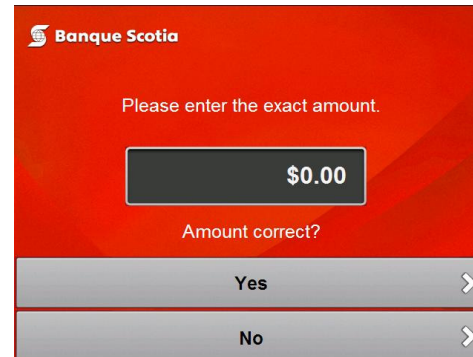 Banque Scotia
Please enter the exact amount.
$0.00
Amount correct?
Yes
No